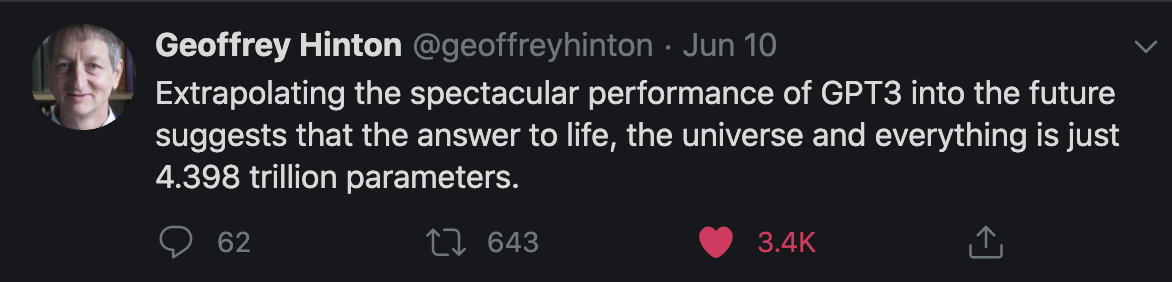 Geoffrey Hinton @geoffreyhinton · Jun 10
Extrapolating the spectacular performance of GPT3 into the future
suggests that the answer to life, the universe and everything is just
4.398 trillion parameters.
62 643 3.4K